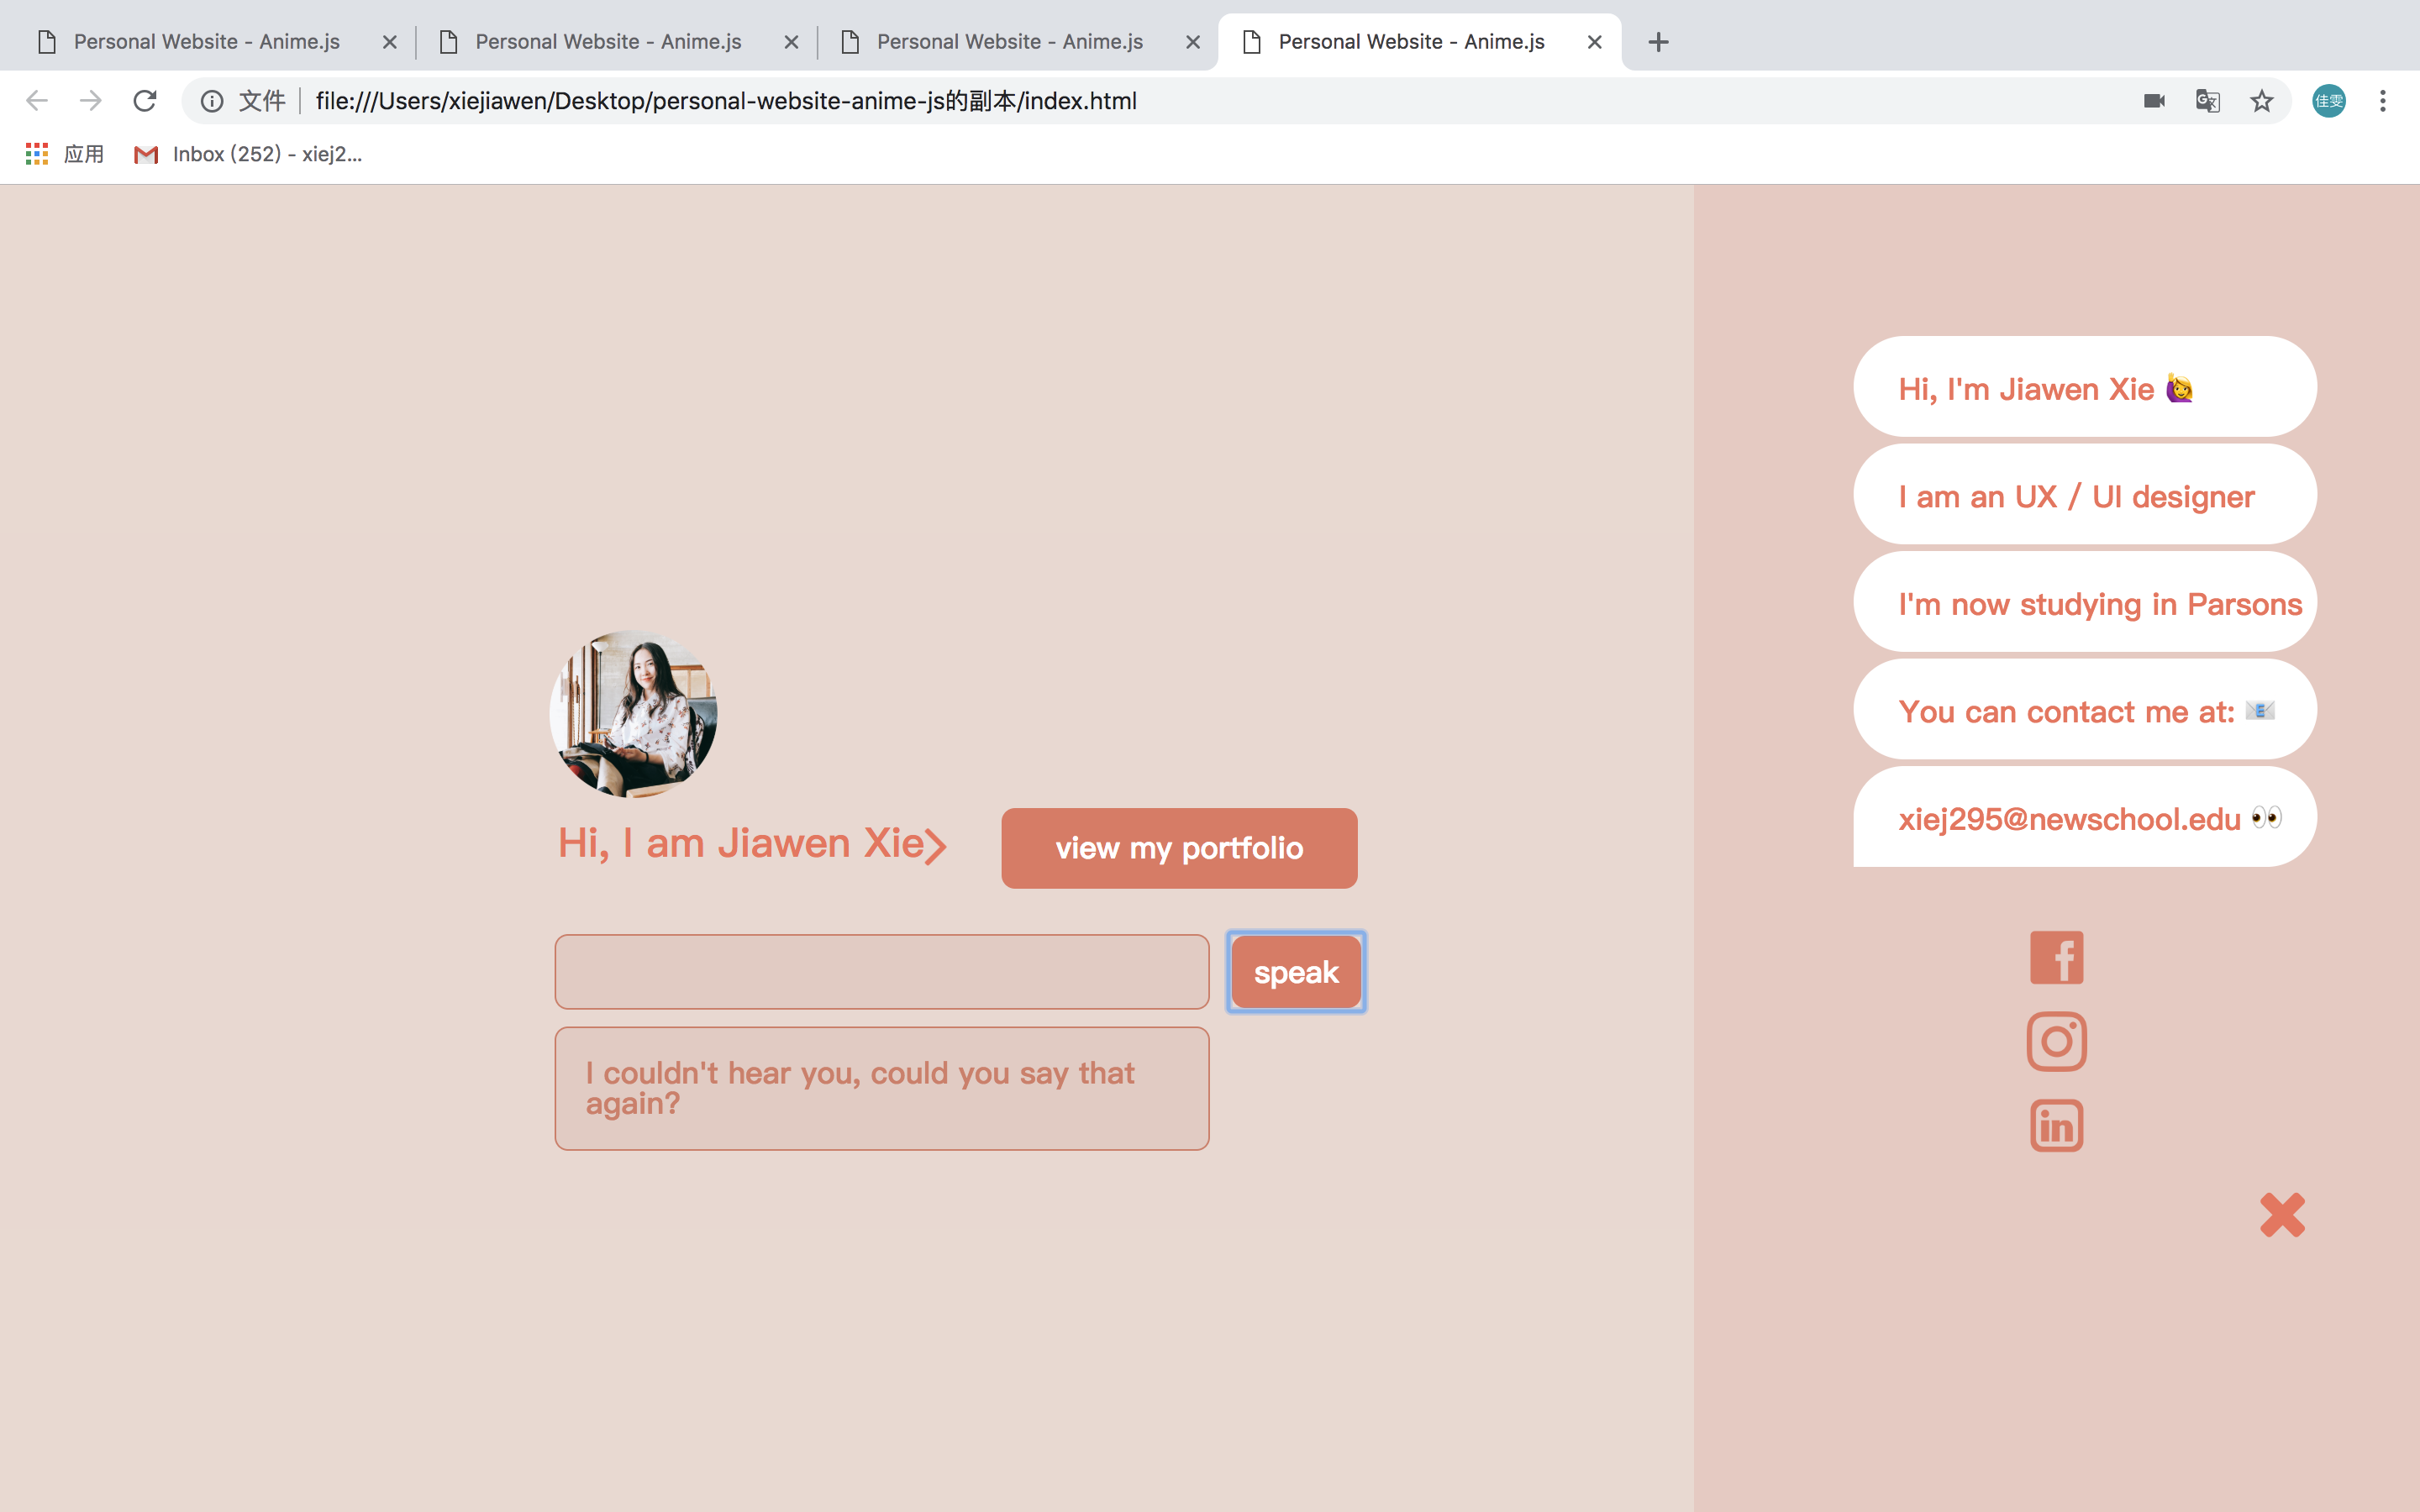 Personal Website - Anime.js
Personal Website - Anime.js
Personal Website - Anime.js
Personal Website - Anime.js
文件 file:///Users/xiejiawen/Desktop/personal-website-anime-js的副本/index.html
佳雯
应用
Inbox (252) - xiej2...
Hi, I'm Jiawen Xie 🙋
I am an UX / UI designer
I'm now studying in Parsons
You can contact me at: 📧
xiej295@newschool.edu 👀
Hi, I am Jiawen Xie>
view my portfolio
speak
I couldn't hear you, could you say that
again?